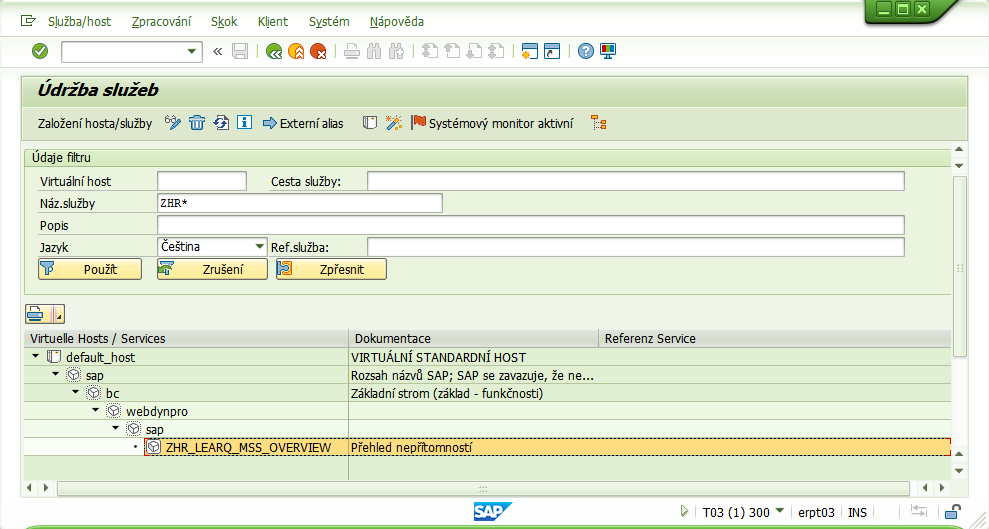 Služba/host Zpracování Skok Klient Systém Nápověda
Údržba služeb
Založení hosta/služby Externí alias Systémový monitor aktivní
Údaje filtru
Virtuální host Cesta služby:
Náz.služby ZHR*
Popis
Jazyk Čeština Ref.služba:
Použít Zrušení Zpřesnit
Virtuelle Hosts / Services Dokumentace Referenz Service
default_host VIRTUÁLNÍ STANDARDNÍ HOST
sap Rozsah názvů SAP; SAP se zavazuje, že ne...
bc Základní strom (základ - funkčnosti)
webdynpro
sap
ZHR_LEARQ_MSS_OVERVIEW Přehled nepřítomností
SAP T03 (1) 300 erpt03 INS